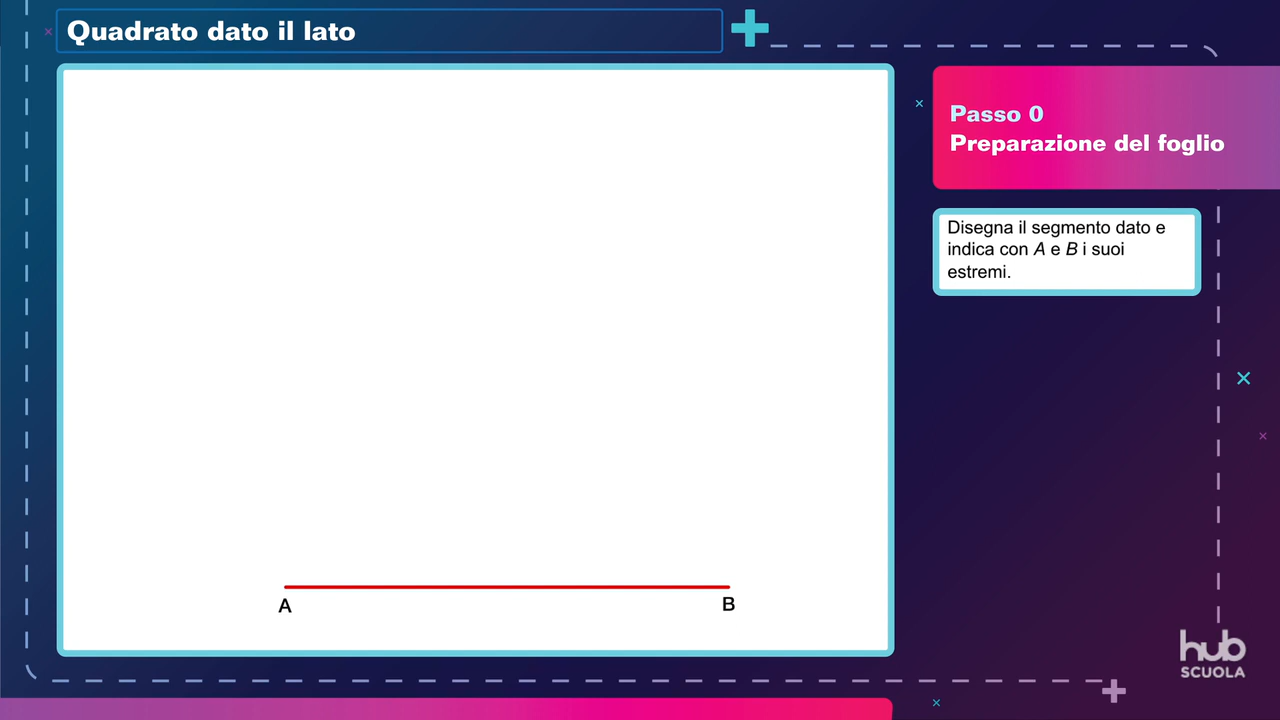 Quadrato dato il lato
Passo 0
Preparazione del foglio
Disegna il segmento dato e
indica con A e B i suoi
estremi.
A
B
hub
SCUOLA